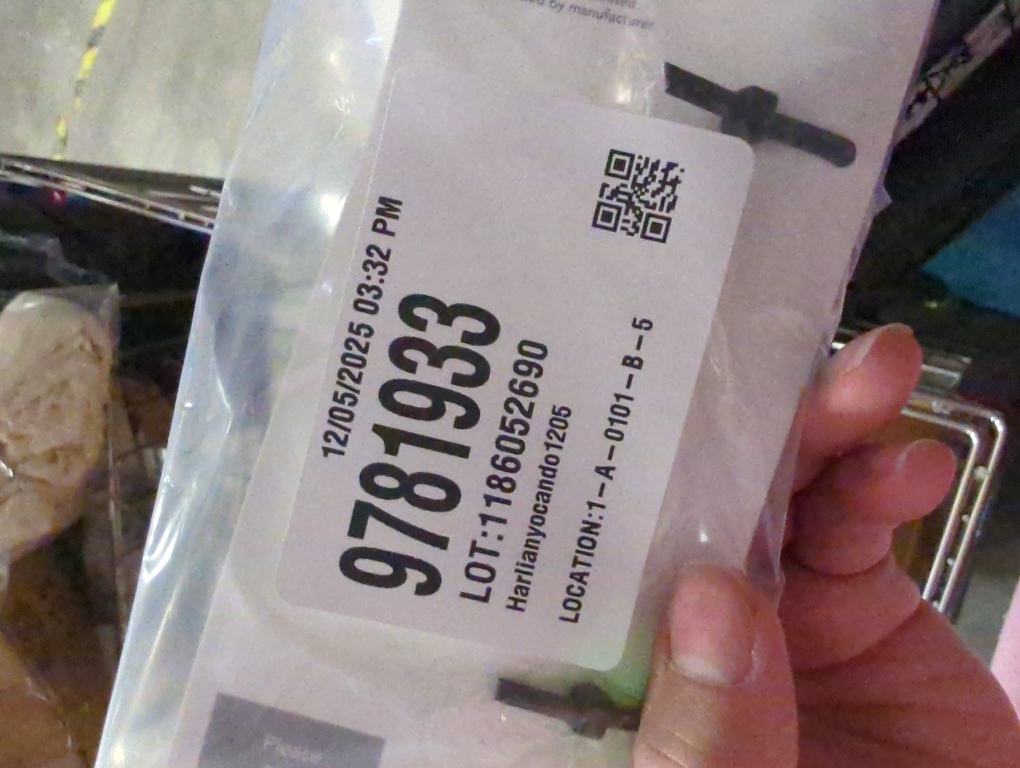 ed by manufacturer
12/05/2025 03:32 PM
9781933
LOT:1186052690
Harlianyocando1205
LOCATION:1-A-0101-B-5
Please